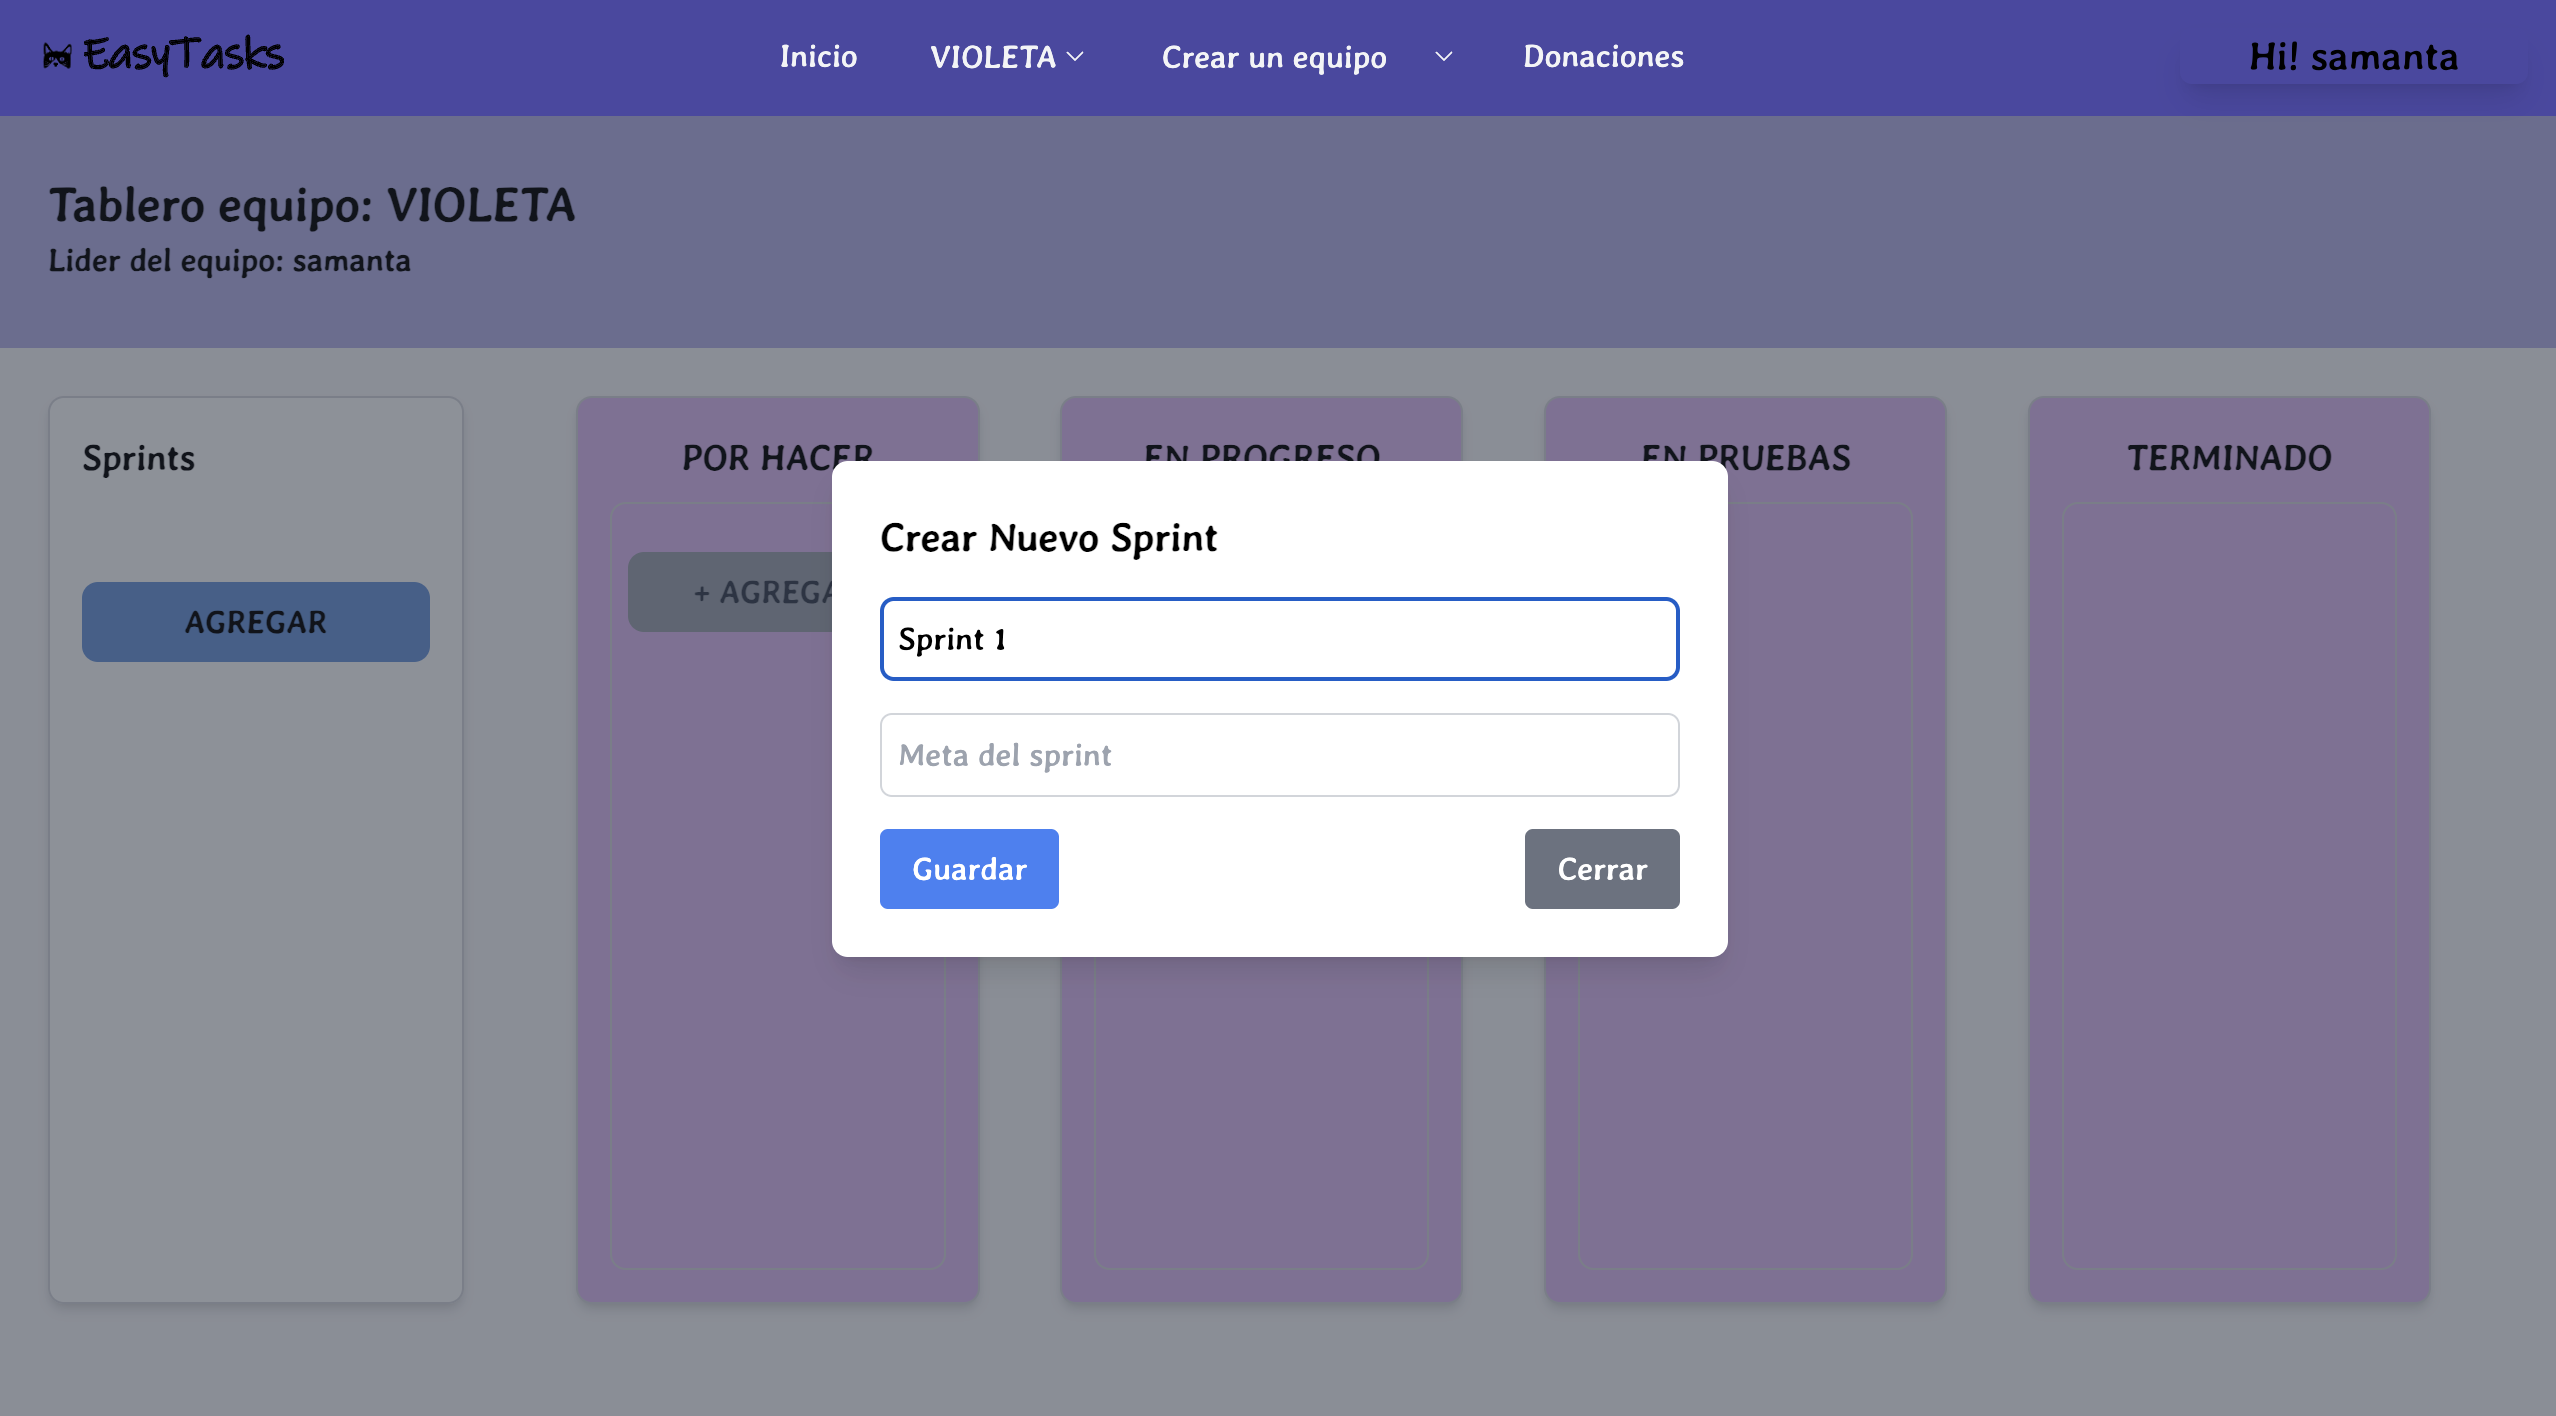 EasyTasks
Inicio
VIOLETA
Crear un equipo
Donaciones
Hi! samanta
Tablero equipo: VIOLETA
Lider del equipo: samanta
Sprints
AGREGAR
POR HACER
+ AGREGA
EN PROGRESO
EN PRUEBAS
TERMINADO
Crear Nuevo Sprint
Sprint 1
Meta del sprint
Guardar
Cerrar